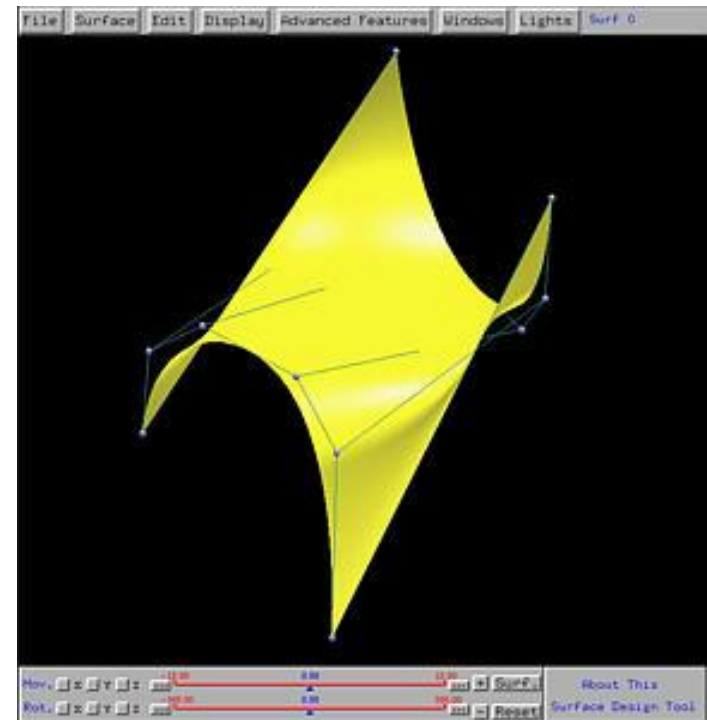 File Surface Edit Display Advanced Features Windows Lights Surf 0
Mov. X Y Z 0.00 + Surf.
Rot. X Y Z 0.00 - Reset
About This
Surface Design Tool